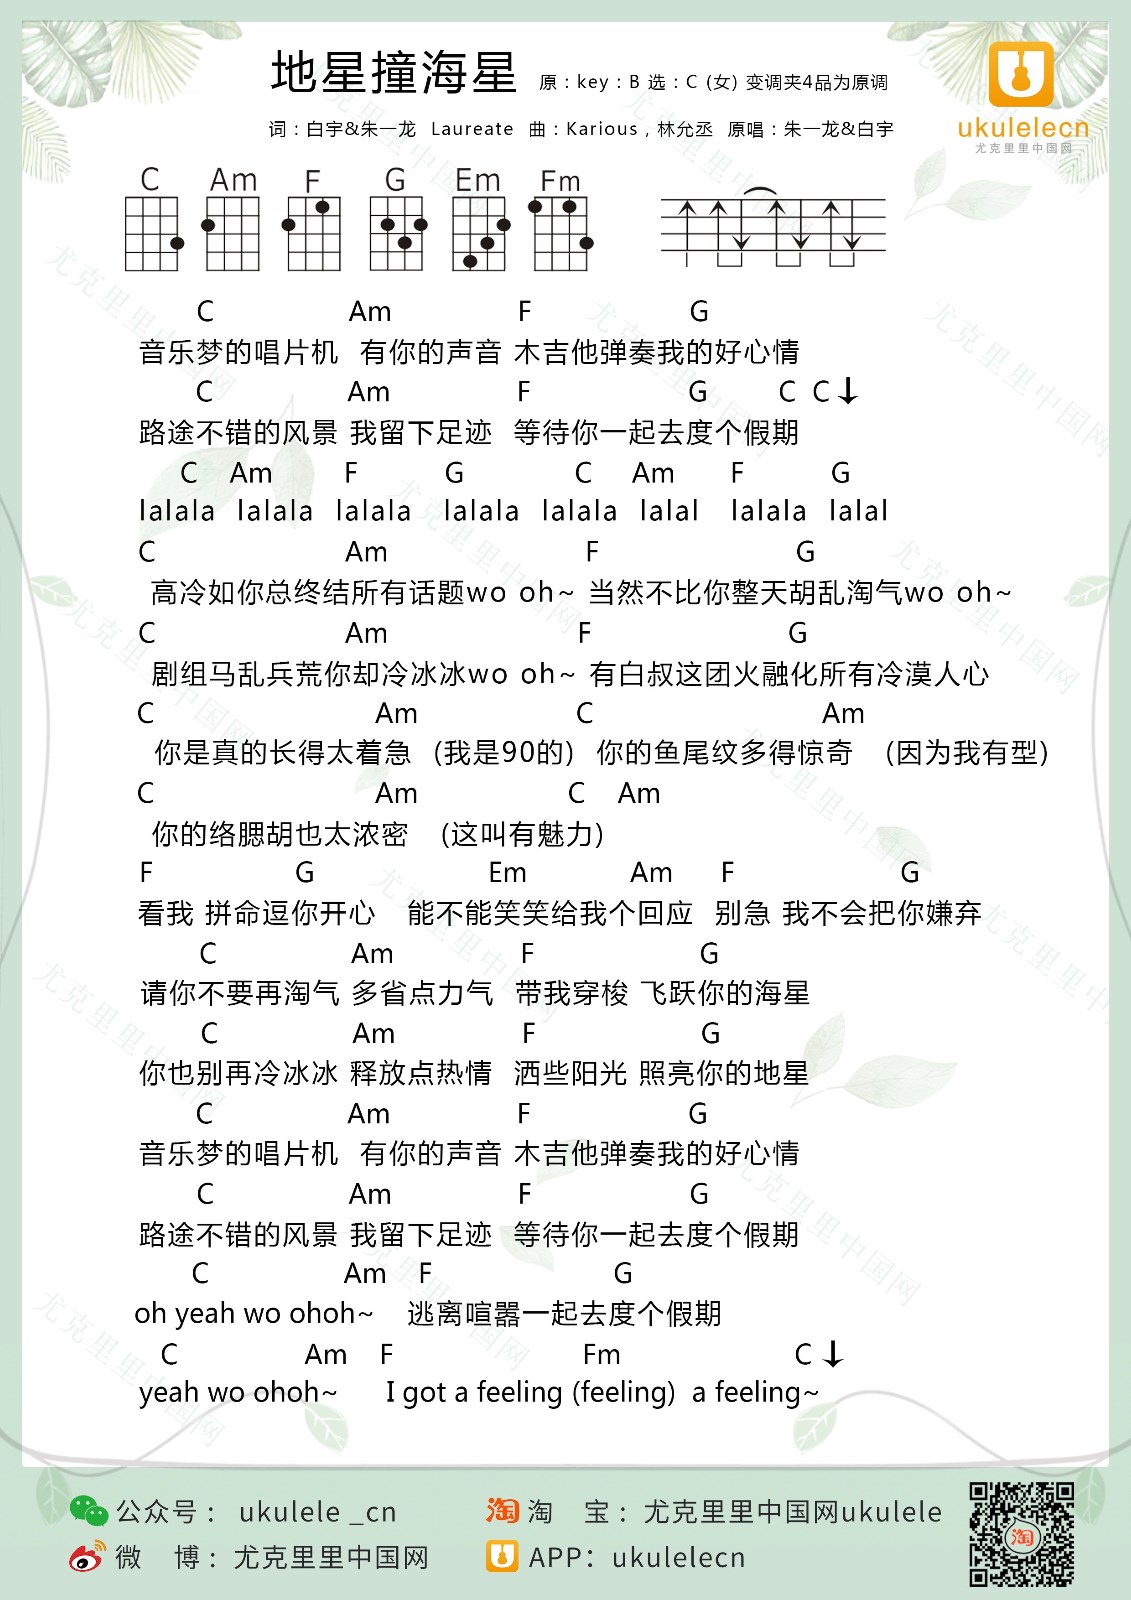 地星撞海星 原：key：B 选：C (女) 变调夹4品为原调
词：白宇&朱一龙 Laureate 曲：Karious，林允丞 原唱：朱一龙&白宇
ukulelecn
尤克里里中国网
C Am F G Em Fm
C Am F G
音乐梦的唱片机 有你的声音 木吉他弹奏我的好心情
C Am F G C C↓
路途不错的风景 我留下足迹 等待你一起去度个假期
C Am F G C Am F G
lalala lalala lalala lalala lalala lalal lalala lalal
C Am F G
高冷如你总终结所有话题wo oh~ 当然不比你整天胡乱淘气wo oh~
C Am F G
剧组马乱兵荒你却冷冰冰wo oh~ 有白叔这团火融化所有冷漠人心
C Am C Am
你是真的长得太着急 (我是90的) 你的鱼尾纹多得惊奇 (因为我有型)
C Am C Am
你的络腮胡也太浓密 (这叫有魅力)
F G Em Am F G
看我 拼命逗你开心 能不能笑笑给我个回应 别急 我不会把你嫌弃
C Am F G
请你不要再淘气 多省点力气 带我穿梭 飞跃你的海星
C Am F G
你也别再冷冰冰 释放点热情 洒些阳光 照亮你的地星
C Am F G
音乐梦的唱片机 有你的声音 木吉他弹奏我的好心情
C Am F G
路途不错的风景 我留下足迹 等待你一起去度个假期
C Am F G
oh yeah wo ohoh~ 逃离喧嚣一起去度个假期
C Am F Fm C↓
yeah wo ohoh~ I got a feeling (feeling) a feeling~
公众号： ukulele _cn 淘 淘 宝：尤克里里中国网ukulele
微 博：尤克里里中国网 APP：ukulelecn
淘